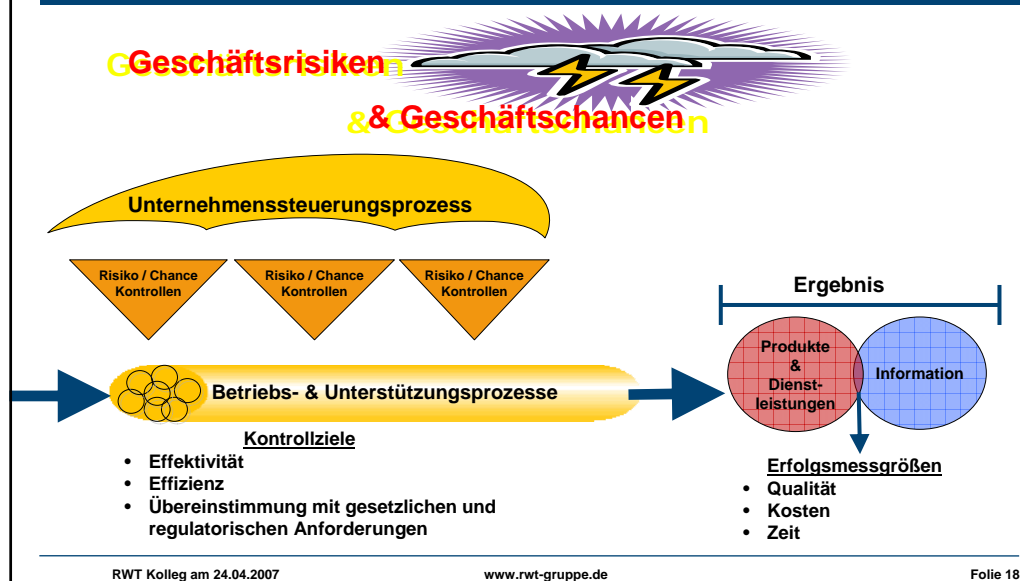 Geschäftsrisiken
& Geschäftschancen
Unternehmenssteuerungsprozess
Risiko / Chance
Kontrollen
Risiko / Chance
Kontrollen
Risiko / Chance
Kontrollen
Ergebnis
Produkte
&
Dienst-
leistungen
Information
Betriebs- & Unterstützungsprozesse
Kontrollziele
• Effektivität
• Effizienz
• Übereinstimmung mit gesetzlichen und
regulatorischen Anforderungen
Erfolgsmessgrößen
• Qualität
• Kosten
• Zeit
RWT Kolleg am 24.04.2007
www.rwt-gruppe.de
Folie 18